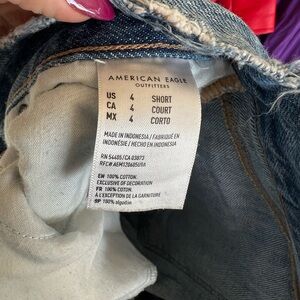 AMERICAN EAGLE
OUTFITTERS
US 4 SHORT
CA 4 COURT
MX 4 CORTO
MADE IN INDONESIA / FABRIQUÉ EN
INDONÉSIE / HECHO EN INDONESIA
RN 54485/CA 03873
RFC# AEM1206085U9A
EN 100% COTTON.
EXCLUSIVE OF DECORATION
FR 100% COTON.
À L'EXCEPTION DE LA GARNITURE
SP 100% algodón